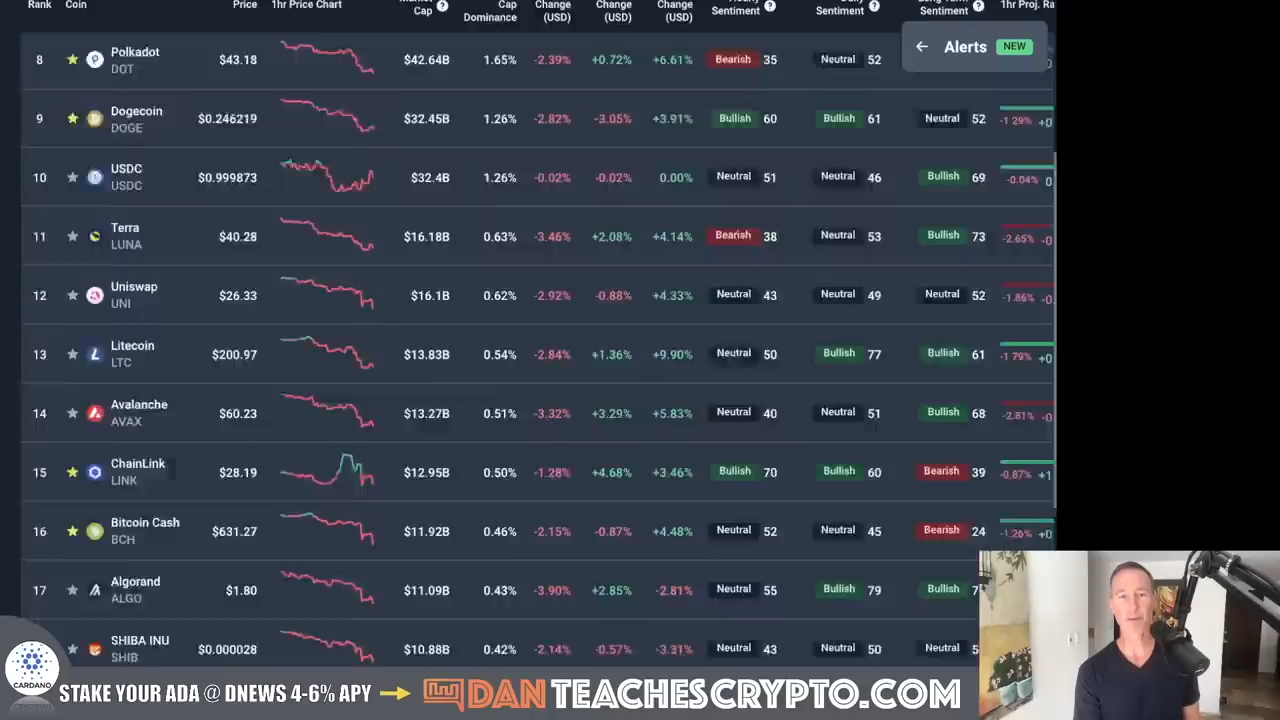 Rank Coin Price 1hr Price Chart Market Cap ? Cap Dominance Change (USD) Change (USD) Change (USD) Sentiment ? Sentiment ? Sentiment ? 1hr Proj. Ra
← Alerts NEW
8 Polkadot DOT $43.18 $42.64B 1.65% -2.39% +0.72% +6.61% Bearish 35 Neutral 52
9 Dogecoin DOGE $0.246219 $32.45B 1.26% -2.82% -3.05% +3.91% Bullish 60 Bullish 61 Neutral 52 -1.29% +0
10 USDC USDC $0.999873 $32.4B 1.26% -0.02% -0.02% 0.00% Neutral 51 Neutral 46 Bullish 69 -0.04% 0
11 Terra LUNA $40.28 $16.18B 0.63% -3.46% +2.08% +4.14% Bearish 38 Neutral 53 Bullish 73 -2.65% -0
12 Uniswap UNI $26.33 $16.1B 0.62% -2.92% -0.88% +4.33% Neutral 43 Neutral 49 Neutral 52 -1.86% -0.
13 Litecoin LTC $200.97 $13.83B 0.54% -2.84% +1.36% +9.90% Neutral 50 Bullish 77 Bullish 61 -1.79% +0
14 Avalanche AVAX $60.23 $13.27B 0.51% -3.32% +3.29% +5.83% Neutral 40 Neutral 51 Bullish 68 -2.81% -0
15 ChainLink LINK $28.19 $12.95B 0.50% -1.28% +4.68% +3.46% Bullish 70 Bullish 60 Bearish 39 -0.87% +1
16 Bitcoin Cash BCH $631.27 $11.92B 0.46% -2.15% -0.87% +4.48% Neutral 52 Neutral 45 Bearish 24 -1.26% +0
17 Algorand ALGO $1.80 $11.09B 0.43% -3.90% +2.85% -2.81% Neutral 55 Bullish 79 Bullish 7
SHIBA INU SHIB $0.000028 $10.88B 0.42% -2.14% -0.57% -3.31% Neutral 43 Neutral 50 Neutral 5
CARDANO
STAKE YOUR ADA @ DNEWS 4-6% APY → DANTEACHESCRYPTO.COM